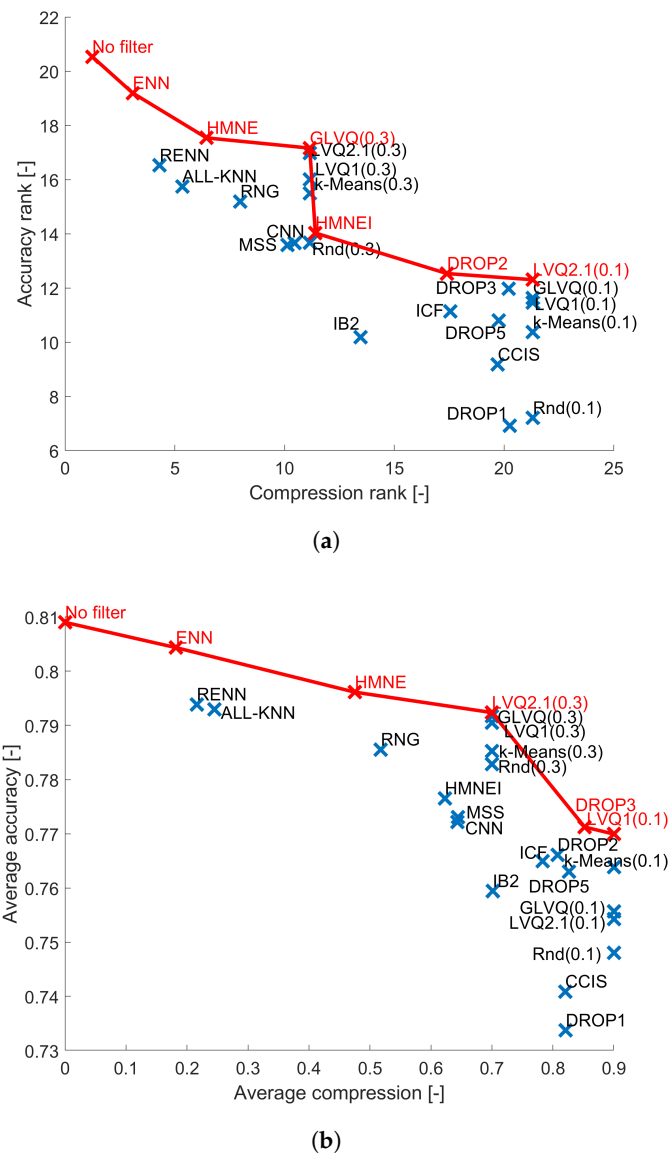 22
20
18
16
14
12
10
8
6
Accuracy rank [-]
No filter
ENN
HMNE
GLVQ(0.3)
LVQ2.1(0.3)
RENN
LVQ1(0.3)
ALL-KNN
k-Means(0.3)
RNG
HMNEI
CNN
MSS
Rnd(0.3)
DROP2
LVQ2.1(0.1)
DROP3
GLVQ(0.1)
LVQ1(0.1)
ICF
k-Means(0.1)
IB2
DROP5
CCIS
DROP1
Rnd(0.1)
0 5 10 15 20 25
Compression rank [-]
(a)
0.81
0.8
0.79
0.78
0.77
0.76
0.75
0.74
0.73
Average accuracy [-]
No filter
ENN
HMNE
RENN
ALL-KNN
LVQ2.1(0.3)
GLVQ(0.3)
LVQ1(0.3)
RNG
k-Means(0.3)
Rnd(0.3)
HMNEI
DROP3
MSS
LVQ1(0.1)
CNN
DROP2
ICF
k-Means(0.1)
IB2
DROP5
GLVQ(0.1)
LVQ2.1(0.1)
Rnd(0.1)
CCIS
DROP1
0 0.1 0.2 0.3 0.4 0.5 0.6 0.7 0.8 0.9
Average compression [-]
(b)